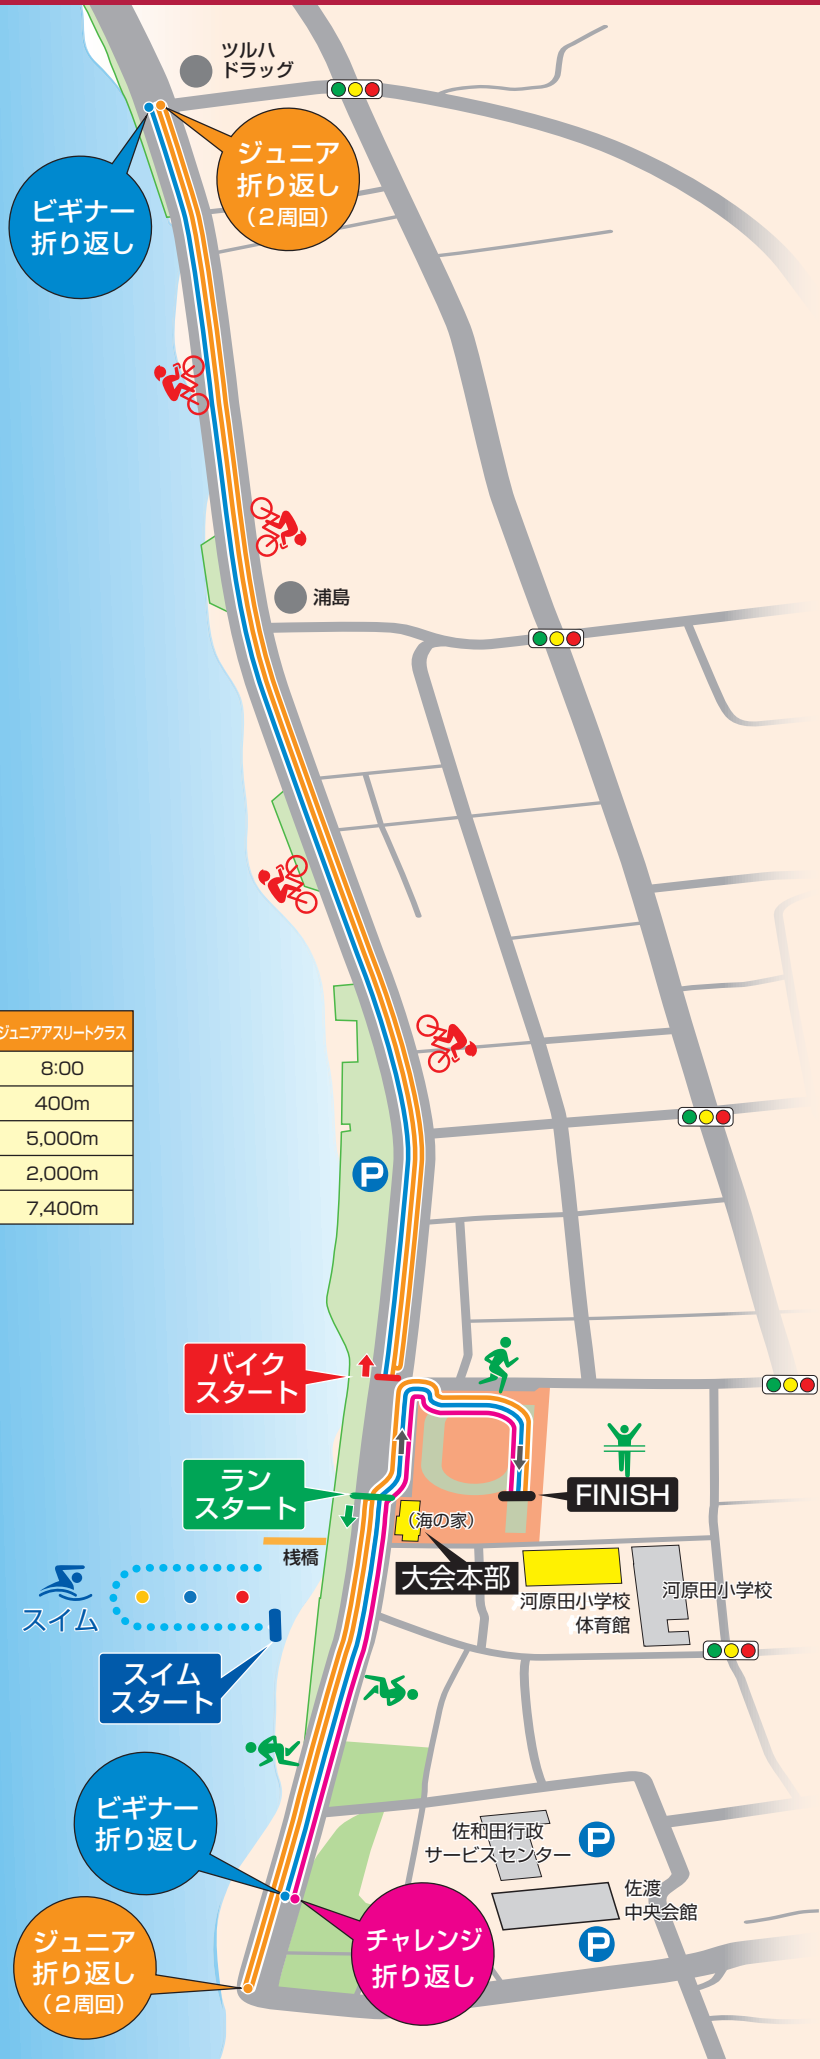 ツルハ
ドラッグ
ジュニア
折り返し
（2周回）
ビギナー
折り返し
浦島
ジュニアアスリートクラス
8:00
400m
5,000m
2,000m
7,400m
P
バイク
スタート
ラン
スタート
FINISH
（海の家）
桟橋
大会本部
河原田小学校
体育館
河原田小学校
スイム
スイム
スタート
ビギナー
折り返し
佐和田行政
サービスセンター
P
佐渡
中央会館
P
ジュニア
折り返し
（2周回）
チャレンジ
折り返し